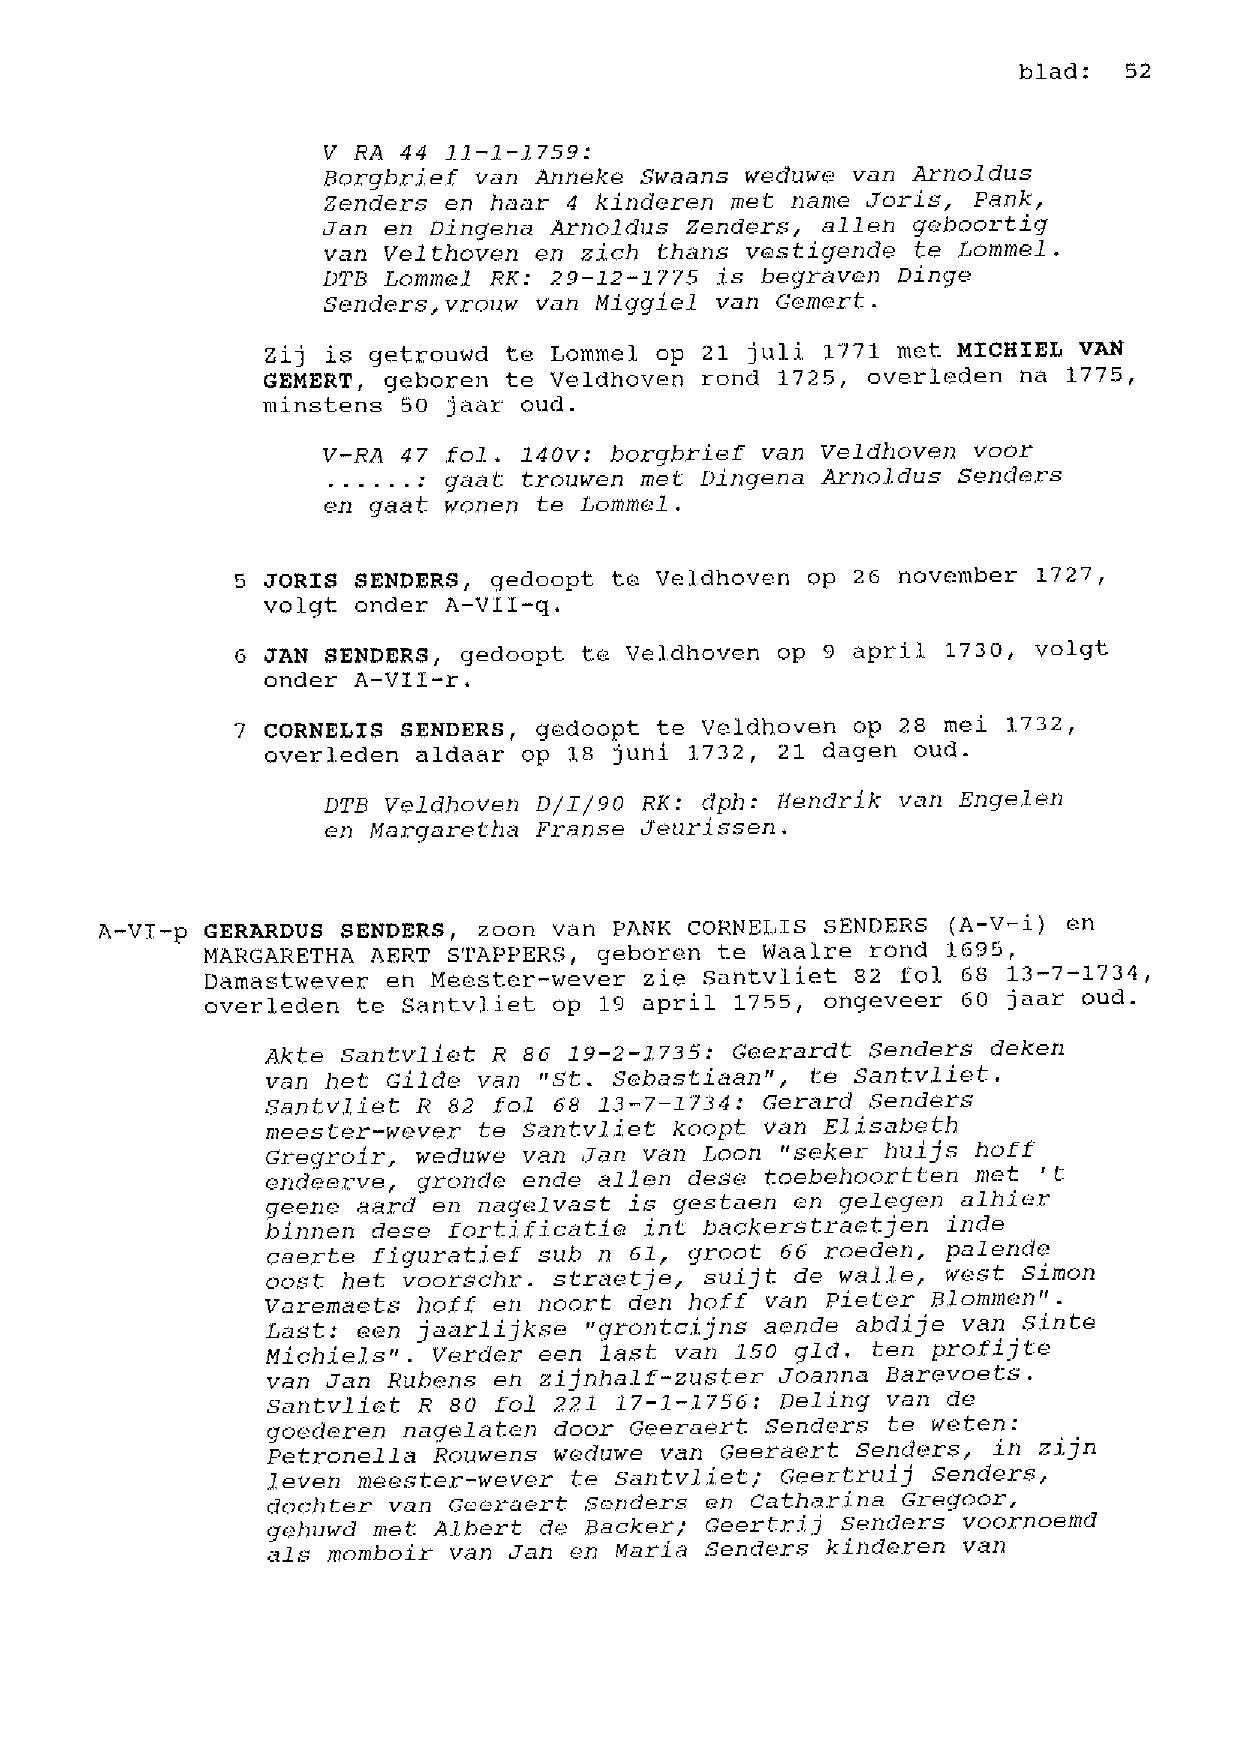 blad: 52
V RA 44 11-1-1759:
Borgbrief van Anneke Swaans weduwe van Arnoldus
Zenders en haar 4 kinderen met name Joris, Pank,
Jan en Dingena Arnoldus Zenders, allen geboortig
van Velthoven en zich thans vestigende te Lommel.
DTB Lommel RK: 29-12-1775 is begraven Dinge
Senders,vrouw van Miggiel van Gemert.
Zij is getrouwd te Lommel op 21 juli 1771 met MICHIEL VAN
GEMERT, geboren te Veldhoven rond 1725, overleden na 1775,
minstens 50 jaar oud.
V-RA 47 fol. 140v: borgbrief van Veldhoven voor
......: gaat trouwen met Dingena Arnoldus Senders
en gaat wonen te Lommel.
5 JORIS SENDERS, gedoopt te Veldhoven op 26 november 1727,
volgt onder A-VII-q.
6 JAN SENDERS, gedoopt te Veldhoven op 9 april 1730, volgt
onder A-VII-r.
7 CORNELIS SENDERS, gedoopt te Veldhoven op 28 mei 1732,
overleden aldaar op 18 juni 1732, 21 dagen oud.
DTB Veldhoven D/I/90 RK: dph: Hendrik van Engelen
en Margaretha Franse Jeurissen.
A-VI-p GERARDUS SENDERS, zoon van PANK CORNELIS SENDERS (A-V-i) en
MARGARETHA AERT STAPPERS, geboren te Waalre rond 1695,
Damastwever en Meester-wever zie Santvliet 82 fol 68 13-7-1734,
overleden te Santvliet op 19 april 1755, ongeveer 60 jaar oud.
Akte Santvliet R 86 19-2-1735: Geerardt Senders deken
van het Gilde van "St. Sebastiaan", te Santvliet.
Santvliet R 82 fol 68 13-7-1734: Gerard Senders
meester-wever te Santvliet koopt van Elisabeth
Gregroir, weduwe van Jan van Loon "seker huijs hoff
endeerve, gronde ende allen dese toebehoortten met 't
geene aard en nagelvast is gestaen en gelegen alhier
binnen dese fortificatie int backerstraetjen inde
caerte figuratief sub n 61, groot 66 roeden, palende
oost het voorschr. straetje, suijt de walle, west Simon
Varemaets hoff en noort den hoff van Pieter Blommen".
Last: een jaarlijkse "grontcijns aende abdije van Sinte
Michiels". Verder een last van 150 gld. ten profijte
van Jan Rubens en zijnhalf-zuster Joanna Barevoets.
Santvliet R 80 fol 221 17-1-1756: Deling van de
goederen nagelaten door Geeraert Senders te weten:
Petronella Rouwens weduwe van Geeraert Senders, in zijn
leven meester-wever te Santvliet; Geertruij Senders,
dochter van Geeraert Senders en Catharina Gregoor,
gehuwd met Albert de Backer; Geertrij Senders voornoemd
als momboir van Jan en Maria Senders kinderen van